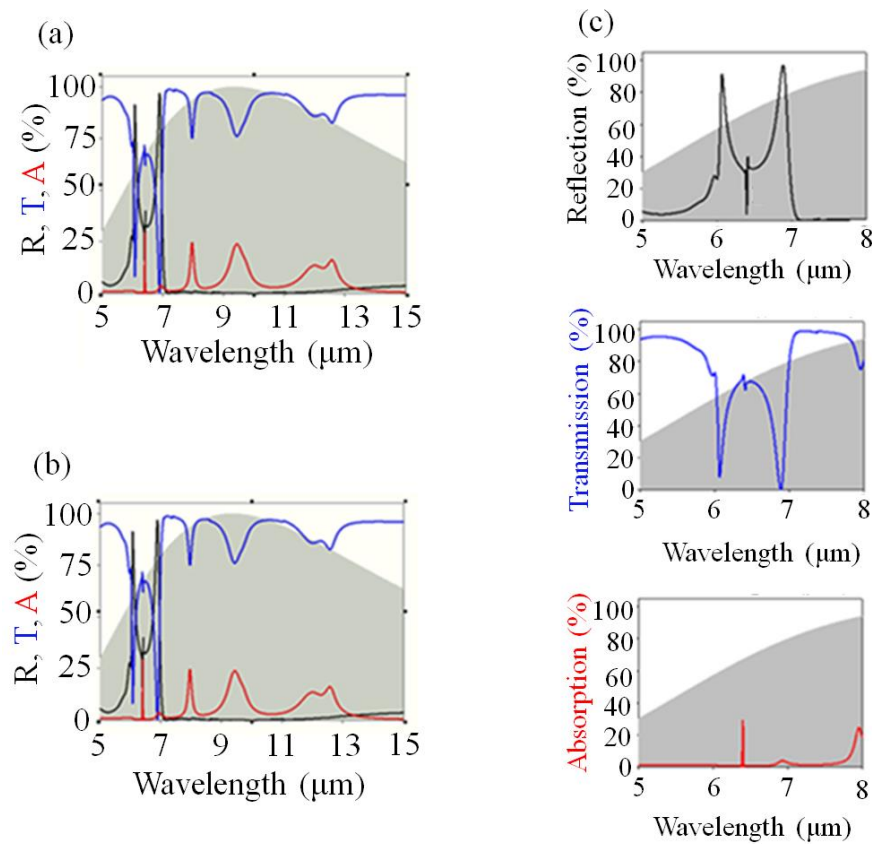 (a)
100
75
50
25
0
R, T, A (%)
5 7 9 11 13 15
Wavelength (μm)
(b)
100
75
50
25
0
R, T, A (%)
5 7 9 11 13 15
Wavelength (μm)
(c)
100
80
60
40
20
0
Reflection (%)
5 6 7 8
Wavelength (μm)
100
80
60
40
20
0
Transmission (%)
5 6 7 8
Wavelength (μm)
100
80
60
40
20
0
Absorption (%)
5 6 7 8
Wavelength (μm)